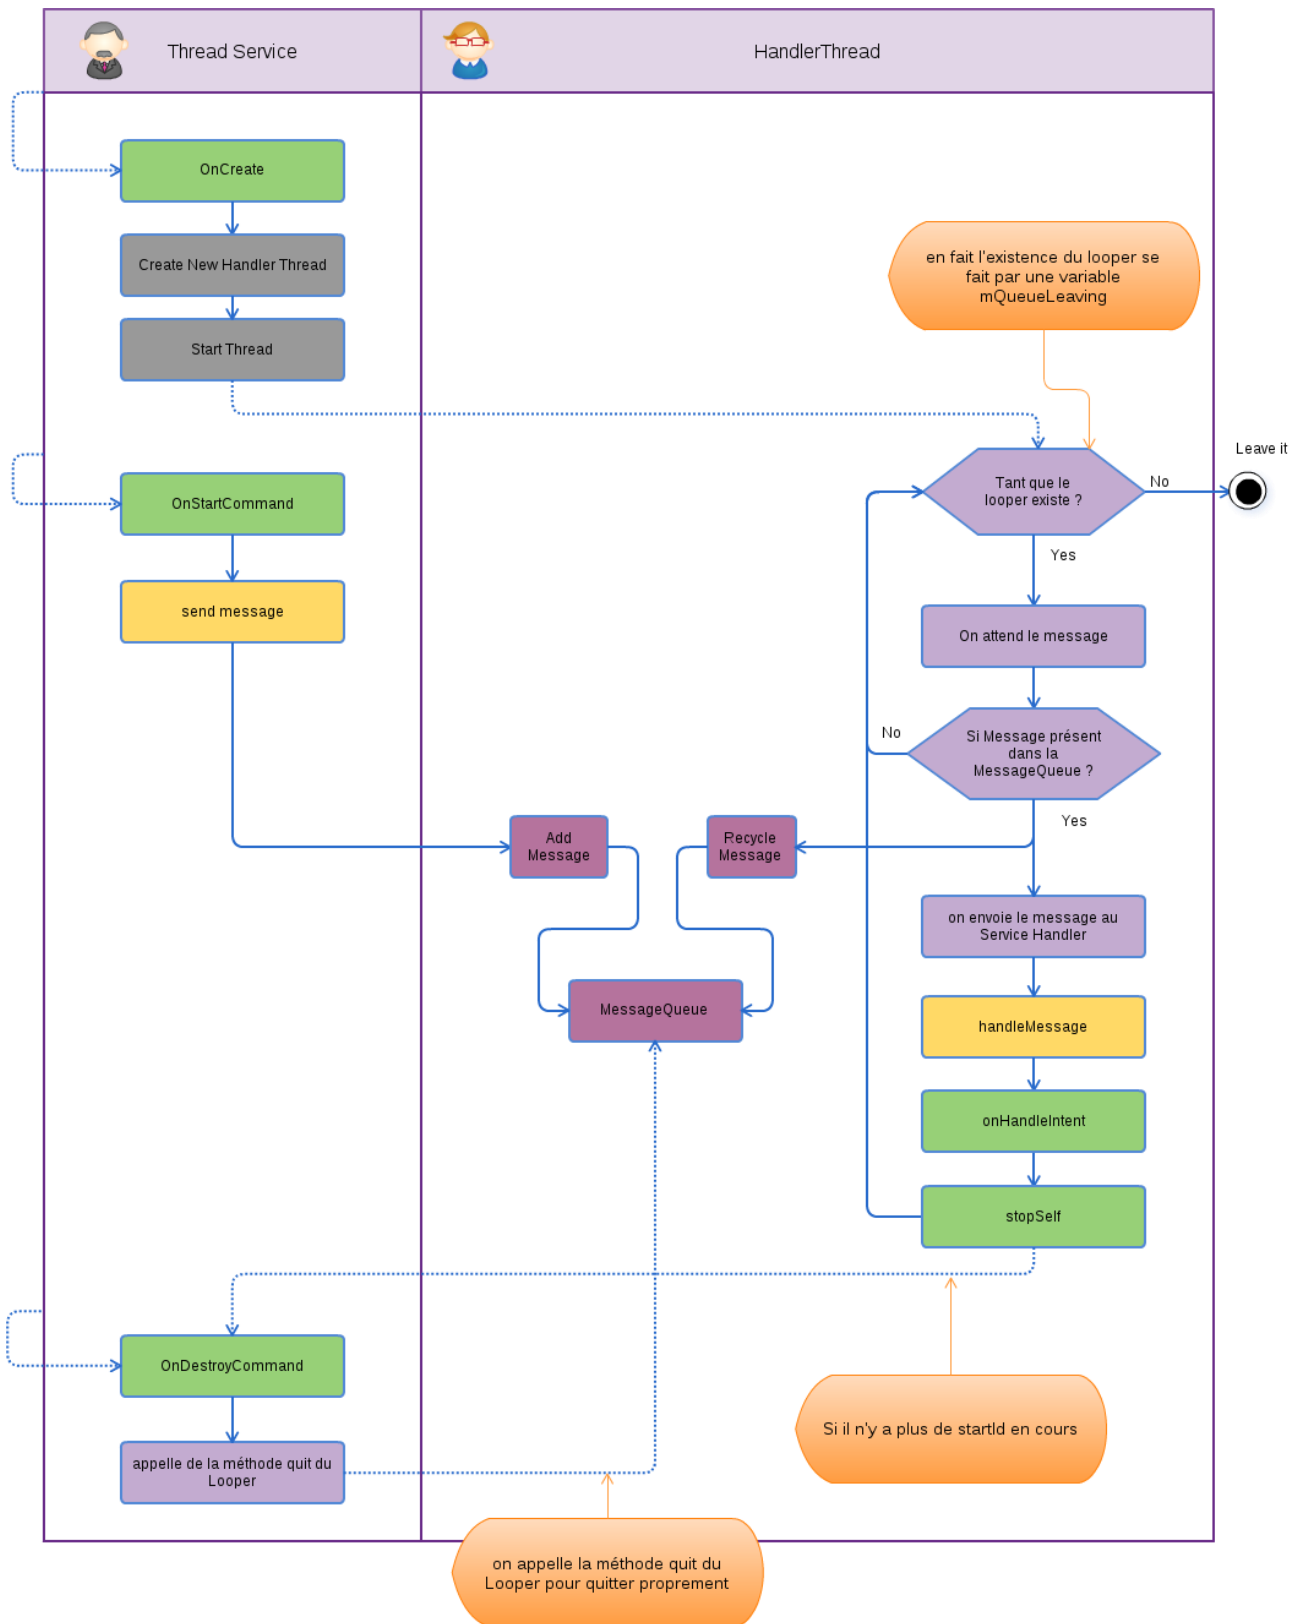 Thread Service
HandlerThread
OnCreate
Create New Handler Thread
Start Thread
en fait l'existence du looper se
fait par une variable
mQueueLeaving
Leave it
Tant que le
looper existe ?
No
Yes
OnStartCommand
send message
On attend le message
Si Message présent
dans la
MessageQueue ?
No
Yes
Add
Message
Recycle
Message
on envoie le message au
Service Handler
MessageQueue
handleMessage
onHandleIntent
stopSelf
OnDestroyCommand
Si il n'y a plus de startId en cours
appelle de la méthode quit du
Looper
on appelle la méthode quit du
Looper pour quitter proprement